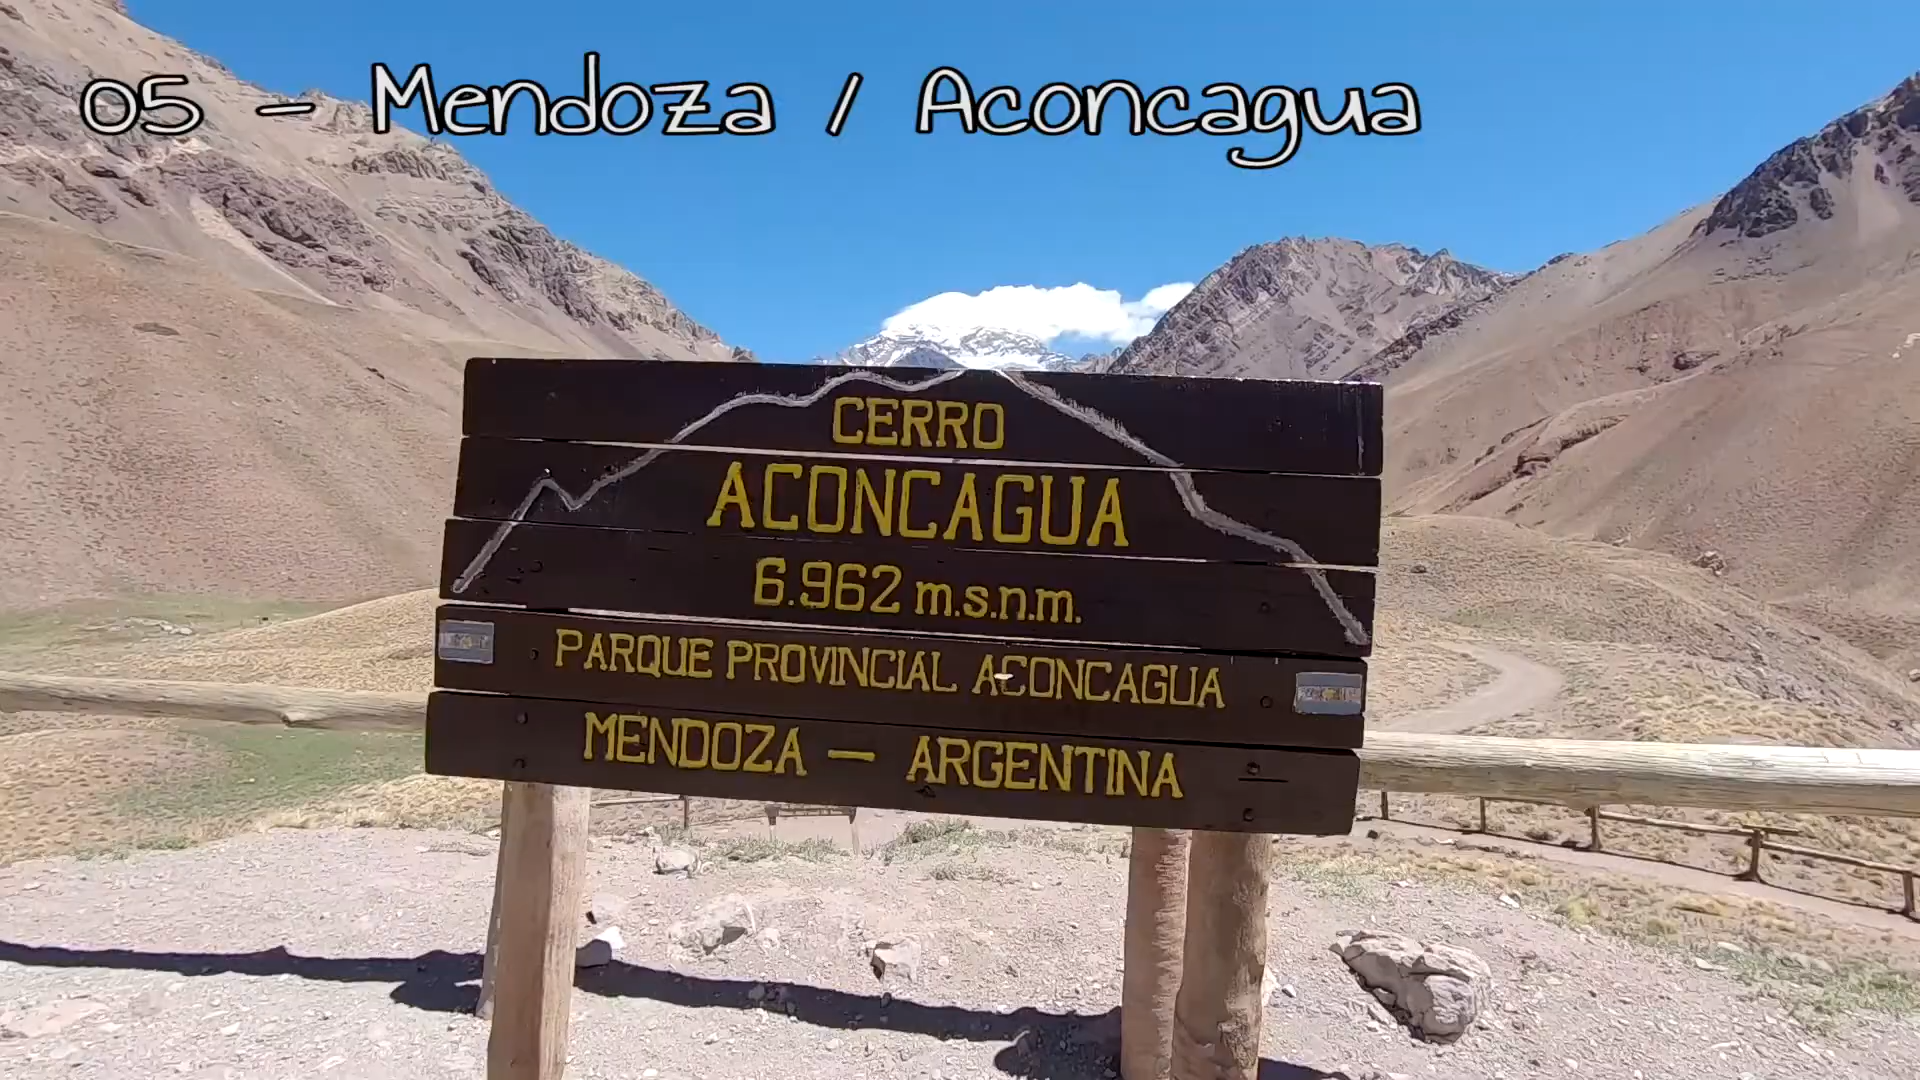 05 - Mendoza / Aconcagua
CERRO
ACONCAGUA
6.962 m.s.n.m.
PARQUE PROVINCIAL ACONCAGUA
MENDOZA — ARGENTINA